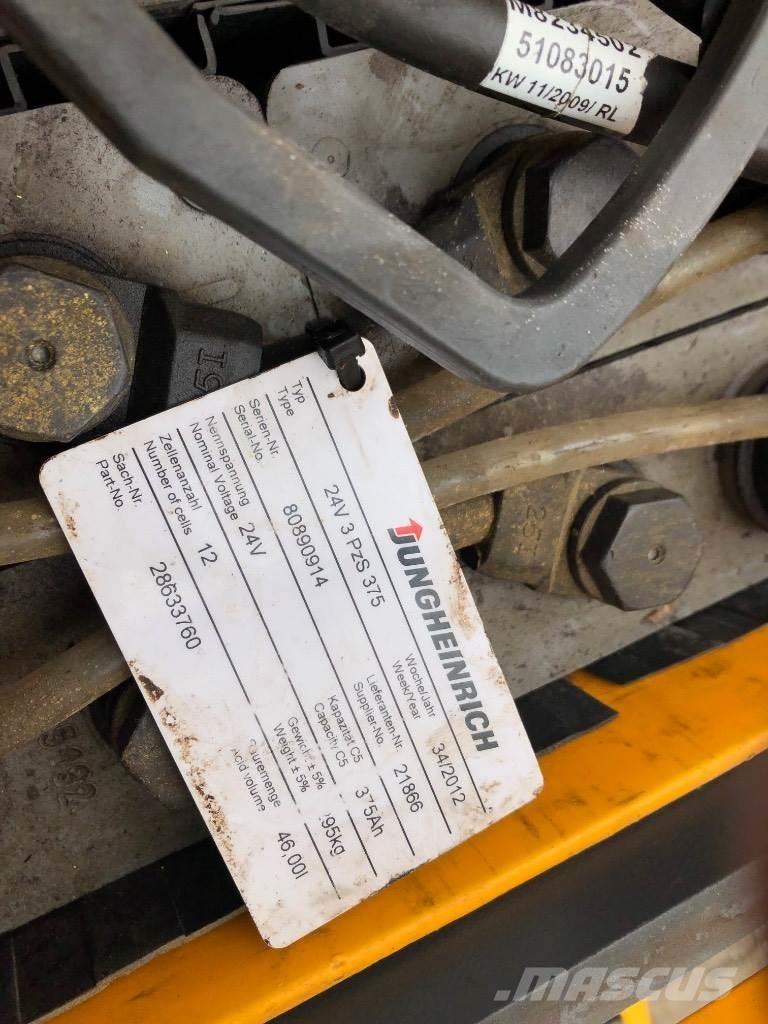 51083015
KW 11/2009/ RL
JUNGHEINRICH
Typ 24V 3 PzS 375 Woche/Jahr 34/2012
Type Week/Year
Serien-Nr. 80890914 Lieferanten-Nr. 21866
Serial-No. Supplier-No.
Nennspannung 24V Kapazität C5 375Ah
Nominal Voltage Capacity C5
Zellenanzahl 12 Gewicht ± 5%
Number of cells Weight ± 5%
Sach-Nr. 28633760 46,00l
Part-No. Acid volume
51
251
mascus